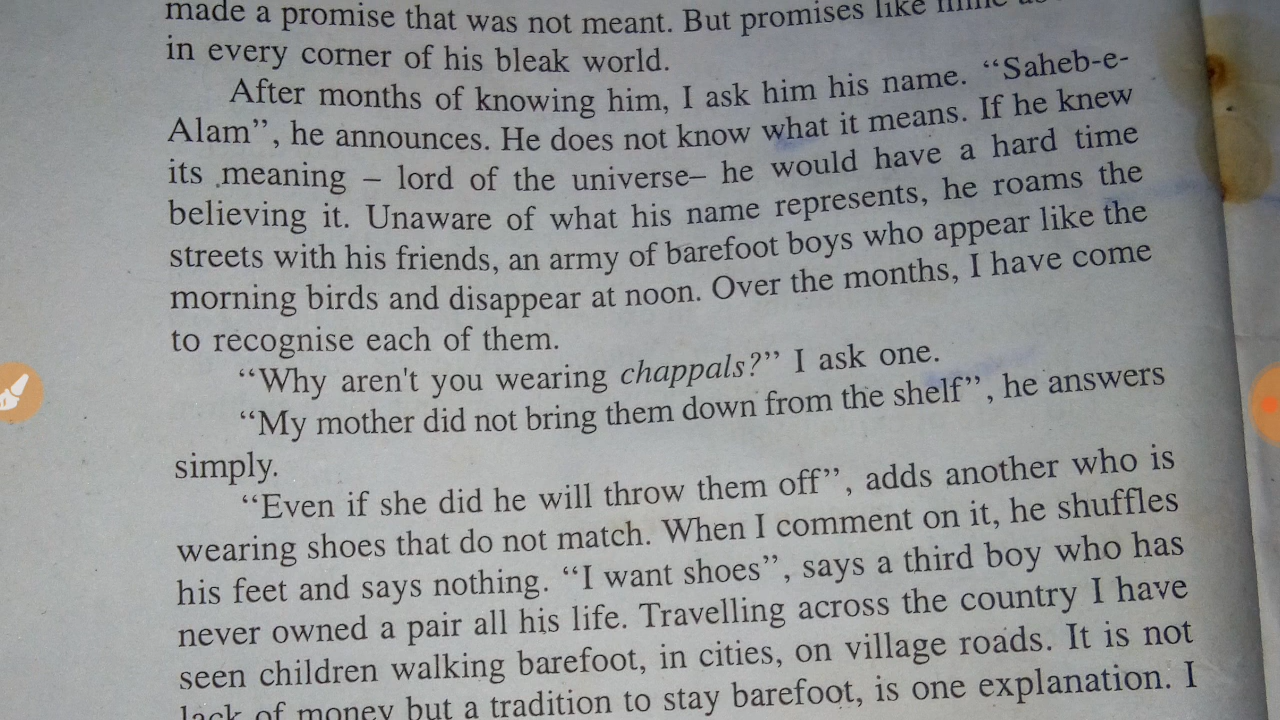 made a promise that was not meant. But promises like mine
in every corner of his bleak world.
After months of knowing him, I ask him his name. “Saheb-e-
Alam”, he announces. He does not know what it means. If he knew
its meaning – lord of the universe– he would have a hard time
believing it. Unaware of what his name represents, he roams the
streets with his friends, an army of barefoot boys who appear like the
morning birds and disappear at noon. Over the months, I have come
to recognise each of them.
“Why aren't you wearing chappals?” I ask one.
“My mother did not bring them down from the shelf”, he answers
simply.
“Even if she did he will throw them off”, adds another who is
wearing shoes that do not match. When I comment on it, he shuffles
his feet and says nothing. “I want shoes”, says a third boy who has
never owned a pair all his life. Travelling across the country I have
seen children walking barefoot, in cities, on village roads. It is not
lack of money but a tradition to stay barefoot, is one explanation. I